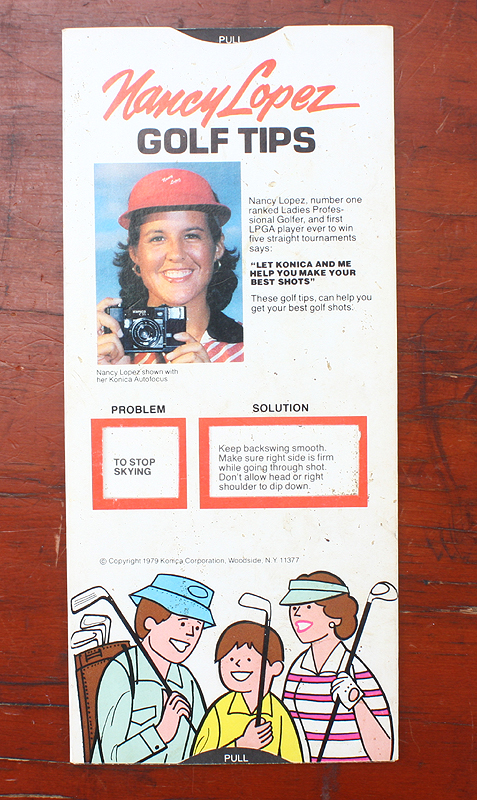 PULL
Nancy Lopez
GOLF TIPS
Nancy Lopez, number one
ranked Ladies Profes-
sional Golfer, and first
LPGA player ever to win
five straight tournaments
says:
"LET KONICA AND ME
HELP YOU MAKE YOUR
BEST SHOTS"
These golf tips, can help you
get your best golf shots:
Nancy Lopez shown with
her Konica Autofocus
PROBLEM
SOLUTION
TO STOP
SKYING
Keep backswing smooth.
Make sure right side is firm
while going through shot.
Don't allow head or right
shoulder to dip down.
© Copyright 1979 Konica Corporation, Woodside, N.Y. 11377
PULL